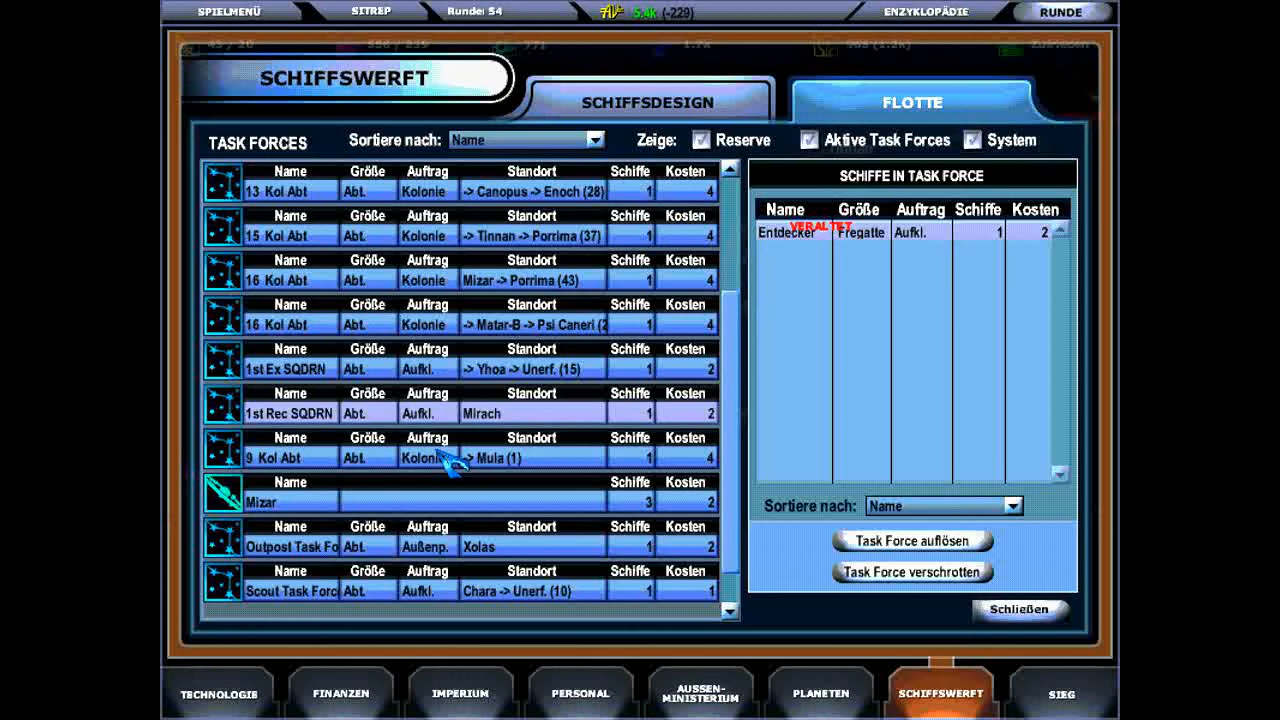 SPIELMENÜ SITREP Runde: 54 AV= 5.4k (-229) ENZYKLOPÄDIE RUNDE
SCHIFFSWERFT
SCHIFFSDESIGN FLOTTE
TASK FORCES Sortiere nach: Name Zeige: Reserve Aktive Task Forces System
Name Größe Auftrag Standort Schiffe Kosten
13 Kol Abt Abt. Kolonie -> Canopus -> Enoch (28) 1 4
Name Größe Auftrag Standort Schiffe Kosten
15 Kol Abt Abt. Kolonie -> Tinnan -> Porrima (37) 1 4
Name Größe Auftrag Standort Schiffe Kosten
16 Kol Abt Abt. Kolonie Mizar -> Porrima (43) 1 4
Name Größe Auftrag Standort Schiffe Kosten
16 Kol Abt Abt. Kolonie -> Matar-B -> Psi Caneri (2 1 4
Name Größe Auftrag Standort Schiffe Kosten
1st Ex SQDRN Abt. Aufkl. -> Yhoa -> Unerf. (15) 1 2
Name Größe Auftrag Standort Schiffe Kosten
1st Rec SQDRN Abt. Aufkl. Mirach 1 2
Name Größe Auftrag Standort Schiffe Kosten
9 Kol Abt Abt. Kolonie -> Mula (1) 1 4
Name Schiffe Kosten
Mizar 3 2
Name Größe Auftrag Standort Schiffe Kosten
Outpost Task Fo Abt. Außenp. Xolas 1 2
Name Größe Auftrag Standort Schiffe Kosten
Scout Task Forc Abt. Aufkl. Chara -> Unerf. (10) 1 1
SCHIFFE IN TASK FORCE
Name Größe Auftrag Schiffe Kosten
VERALTET
Entdecker Fregatte Aufkl. 1 2
Sortiere nach: Name
Task Force auflösen
Task Force verschrotten
Schließen
TECHNOLOGIE FINANZEN IMPERIUM PERSONAL AUSSEN-
MINISTERIUM PLANETEN SCHIFFSWERFT SIEG